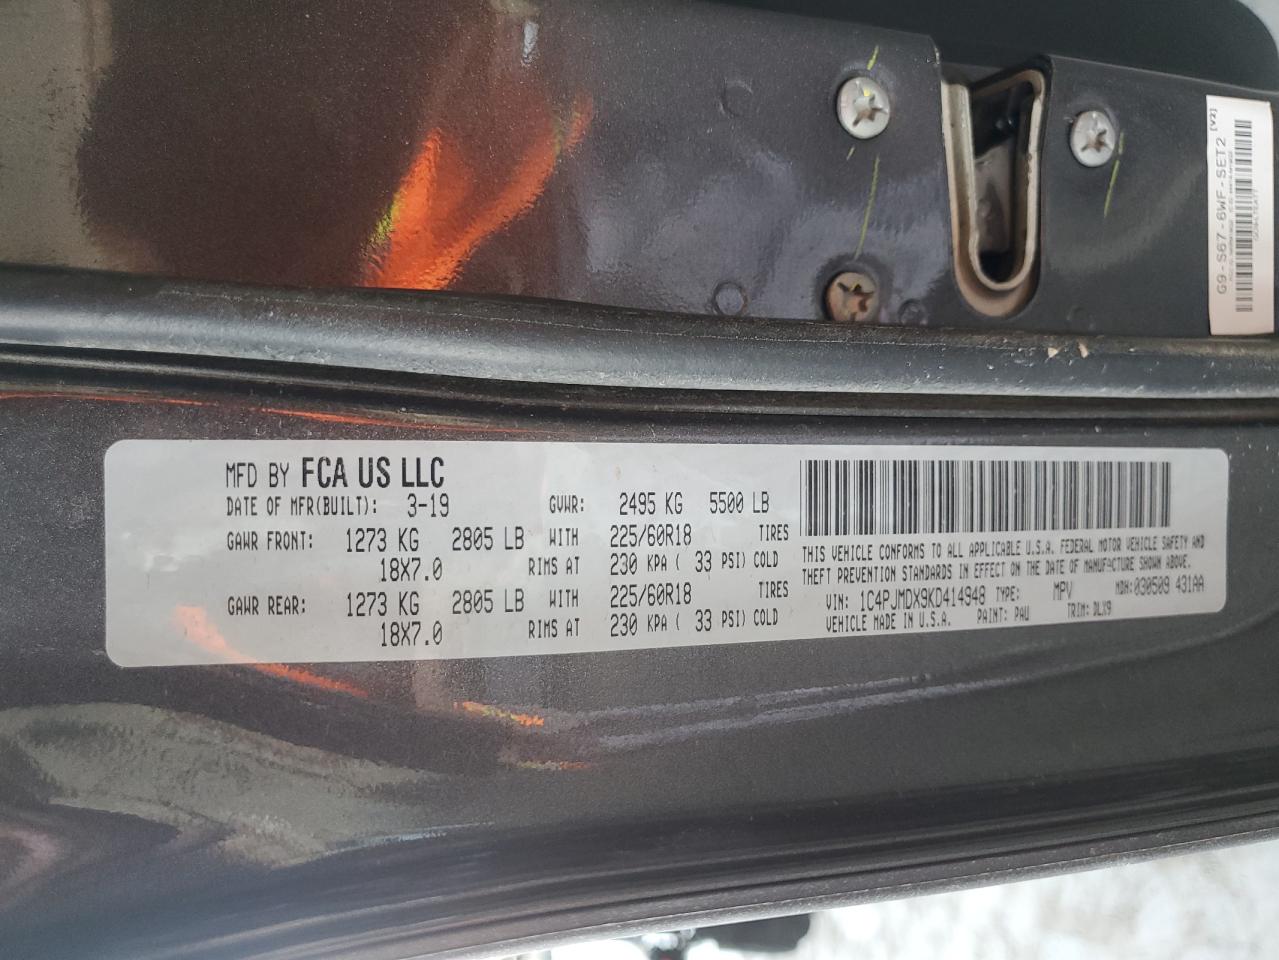 G9-S67-6WF-SET2 [V2]
MFD BY FCA US LLC
DATE OF MFR(BUILT): 3-19 GVWR: 2495 KG 5500 LB
GAWR FRONT: 1273 KG 2805 LB WITH 225/60R18 TIRES
18X7.0 RIMS AT 230 KPA ( 33 PSI) COLD
GAWR REAR: 1273 KG 2805 LB WITH 225/60R18 TIRES
18X7.0 RIMS AT 230 KPA ( 33 PSI) COLD
THIS VEHICLE CONFORMS TO ALL APPLICABLE U.S.A. FEDERAL MOTOR VEHICLE SAFETY AND
THEFT PREVENTION STANDARDS IN EFFECT ON THE DATE OF MANUFACTURE SHOWN ABOVE.
VIN: 1C4PJMDX9KD414948 TYPE: MPV MDH: 030509 431AA
VEHICLE MADE IN U.S.A. PAINT: PAU TRIM: DLX9